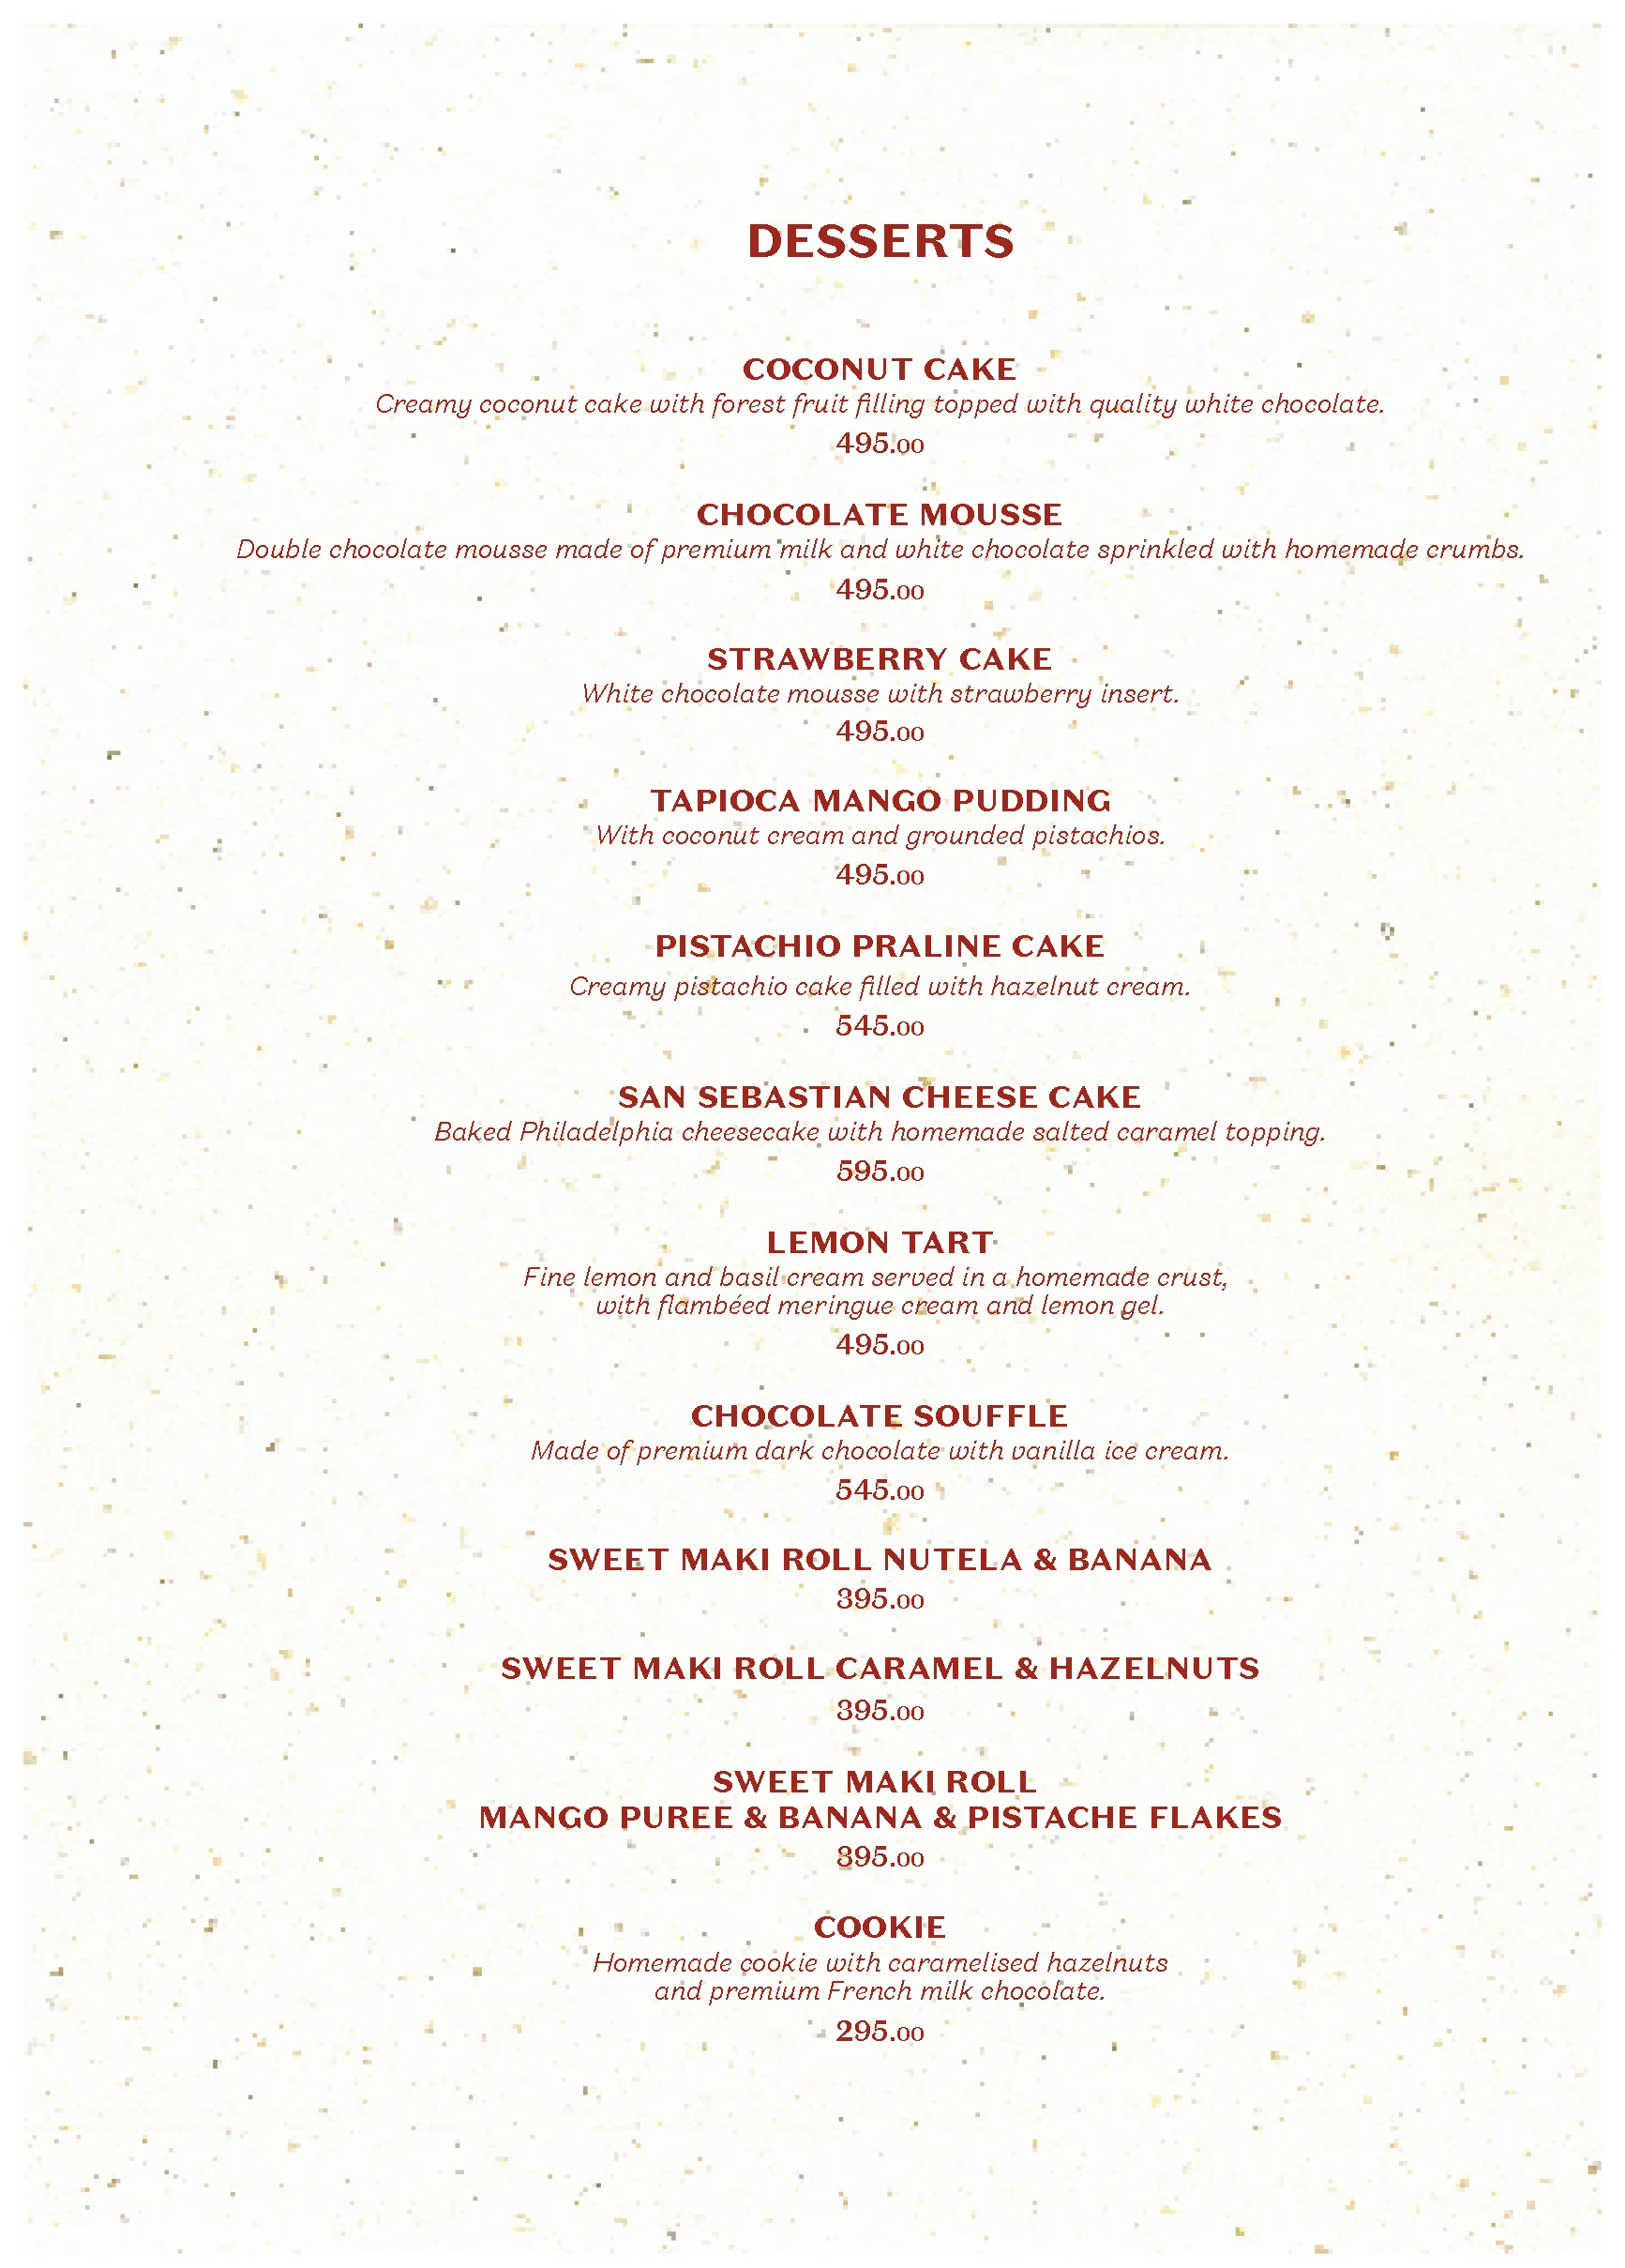 DESSERTS
COCONUT CAKE
Creamy coconut cake with forest fruit filling topped with quality white chocolate.
495.00
CHOCOLATE MOUSSE
Double chocolate mousse made of premium milk and white chocolate sprinkled with homemade crumbs.
495.00
STRAWBERRY CAKE
White chocolate mousse with strawberry insert.
495.00
TAPIOCA MANGO PUDDING
With coconut cream and grounded pistachios.
495.00
PISTACHIO PRALINE CAKE
Creamy pistachio cake filled with hazelnut cream.
545.00
SAN SEBASTIAN CHEESE CAKE
Baked Philadelphia cheesecake with homemade salted caramel topping.
595.00
LEMON TART
Fine lemon and basil cream served in a homemade crust,
with flambéed meringue cream and lemon gel.
495.00
CHOCOLATE SOUFFLE
Made of premium dark chocolate with vanilla ice cream.
545.00
SWEET MAKI ROLL NUTELA & BANANA
395.00
SWEET MAKI ROLL CARAMEL & HAZELNUTS
395.00
SWEET MAKI ROLL
MANGO PUREE & BANANA & PISTACHE FLAKES
395.00
COOKIE
Homemade cookie with caramelised hazelnuts
and premium French milk chocolate.
295.00